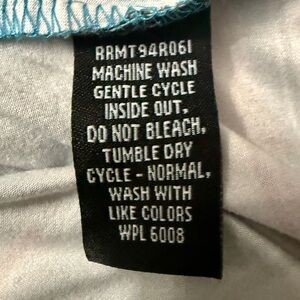 RRMT94R06I
MACHINE WASH
GENTLE CYCLE
INSIDE OUT.
DO NOT BLEACH.
TUMBLE DRY
CYCLE - NORMAL,
WASH WITH
LIKE COLORS
WPL 6008